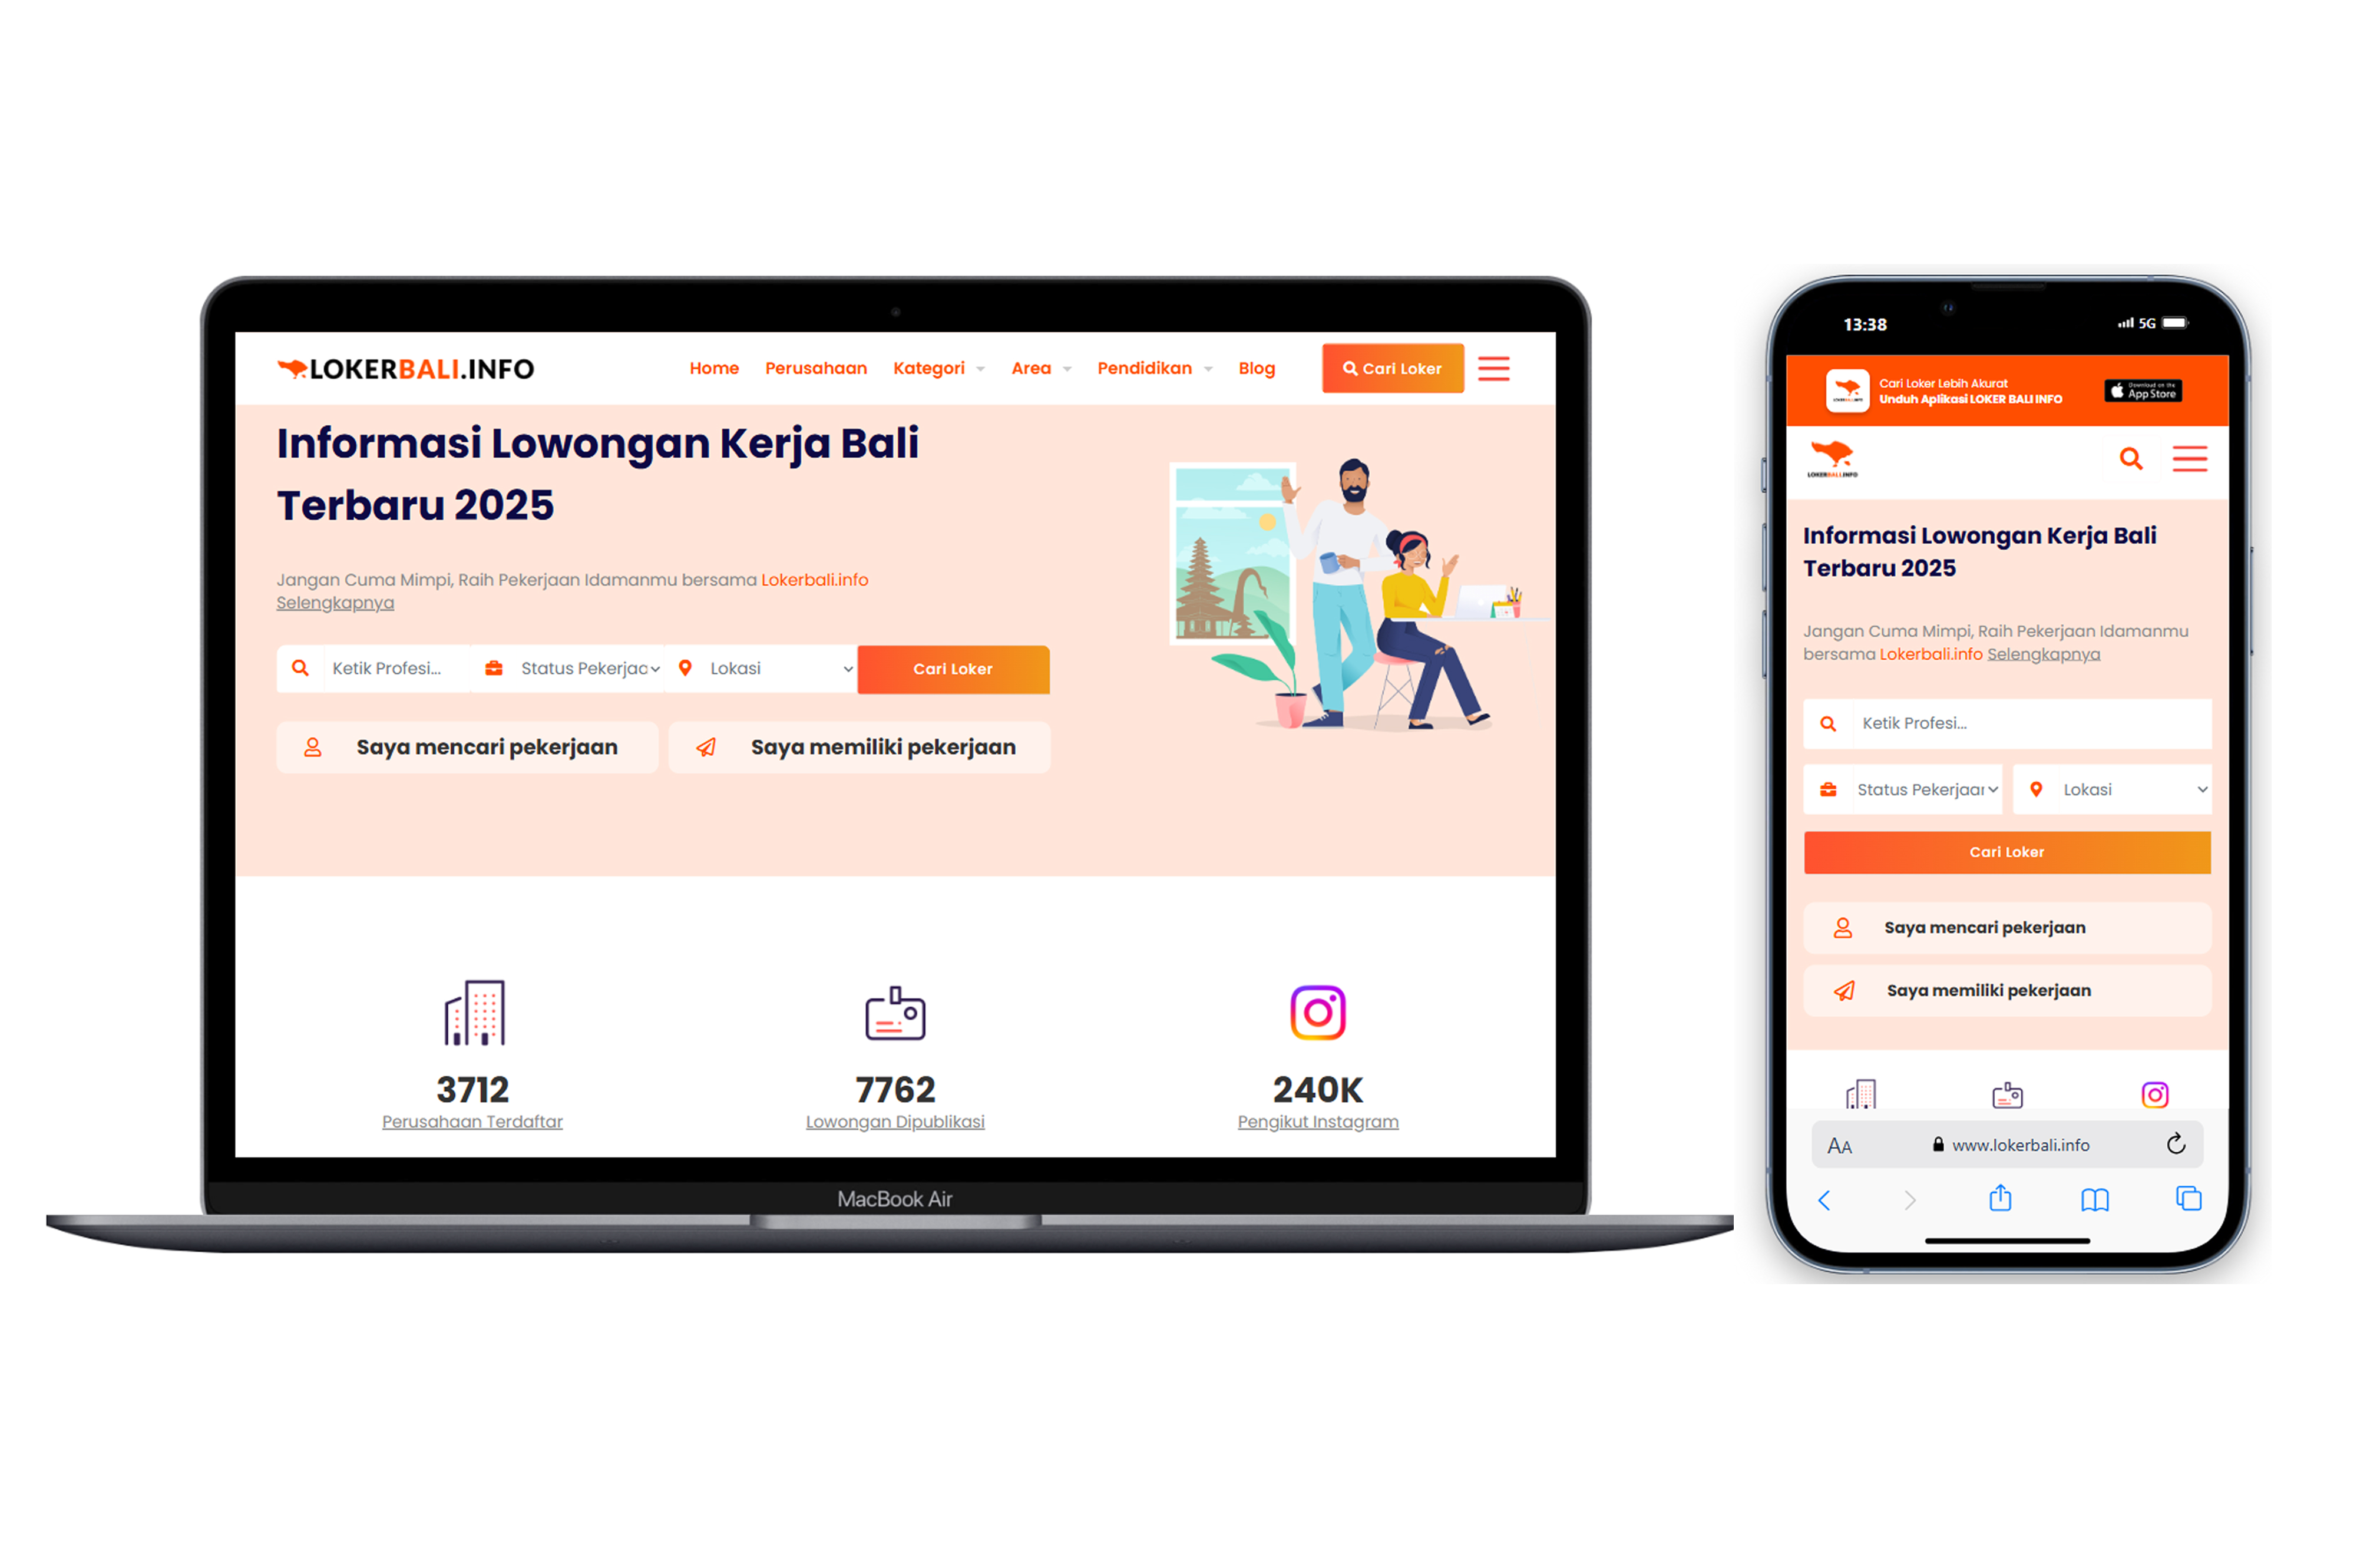 LOKERBALI.INFO
Home Perusahaan Kategori Area Pendidikan Blog Cari Loker
Informasi Lowongan Kerja Bali
Terbaru 2025
Jangan Cuma Mimpi, Raih Pekerjaan Idamanmu bersama Lokerbali.info
Selengkapnya
Ketik Profesi... Status Pekerjac Lokasi Cari Loker
Saya mencari pekerjaan Saya memiliki pekerjaan
3712 7762 240K
Perusahaan Terdaftar Lowongan Dipublikasi Pengikut Instagram
MacBook Air
13:38 5G
Cari Loker Lebih Akurat
Unduh Aplikasi LOKER BALI INFO
Download on the
App Store
LOKERBALI.INFO
Informasi Lowongan Kerja Bali
Terbaru 2025
Jangan Cuma Mimpi, Raih Pekerjaan Idamanmu
bersama Lokerbali.info Selengkapnya
Ketik Profesi...
Status Pekerjaar Lokasi
Cari Loker
Saya mencari pekerjaan
Saya memiliki pekerjaan
AA www.lokerbali.info